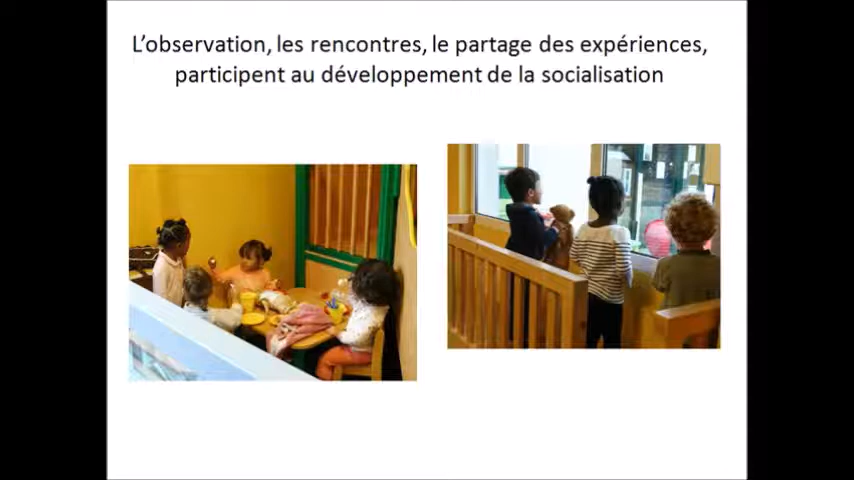 L'observation, les rencontres, le partage des expériences,
participent au développement de la socialisation